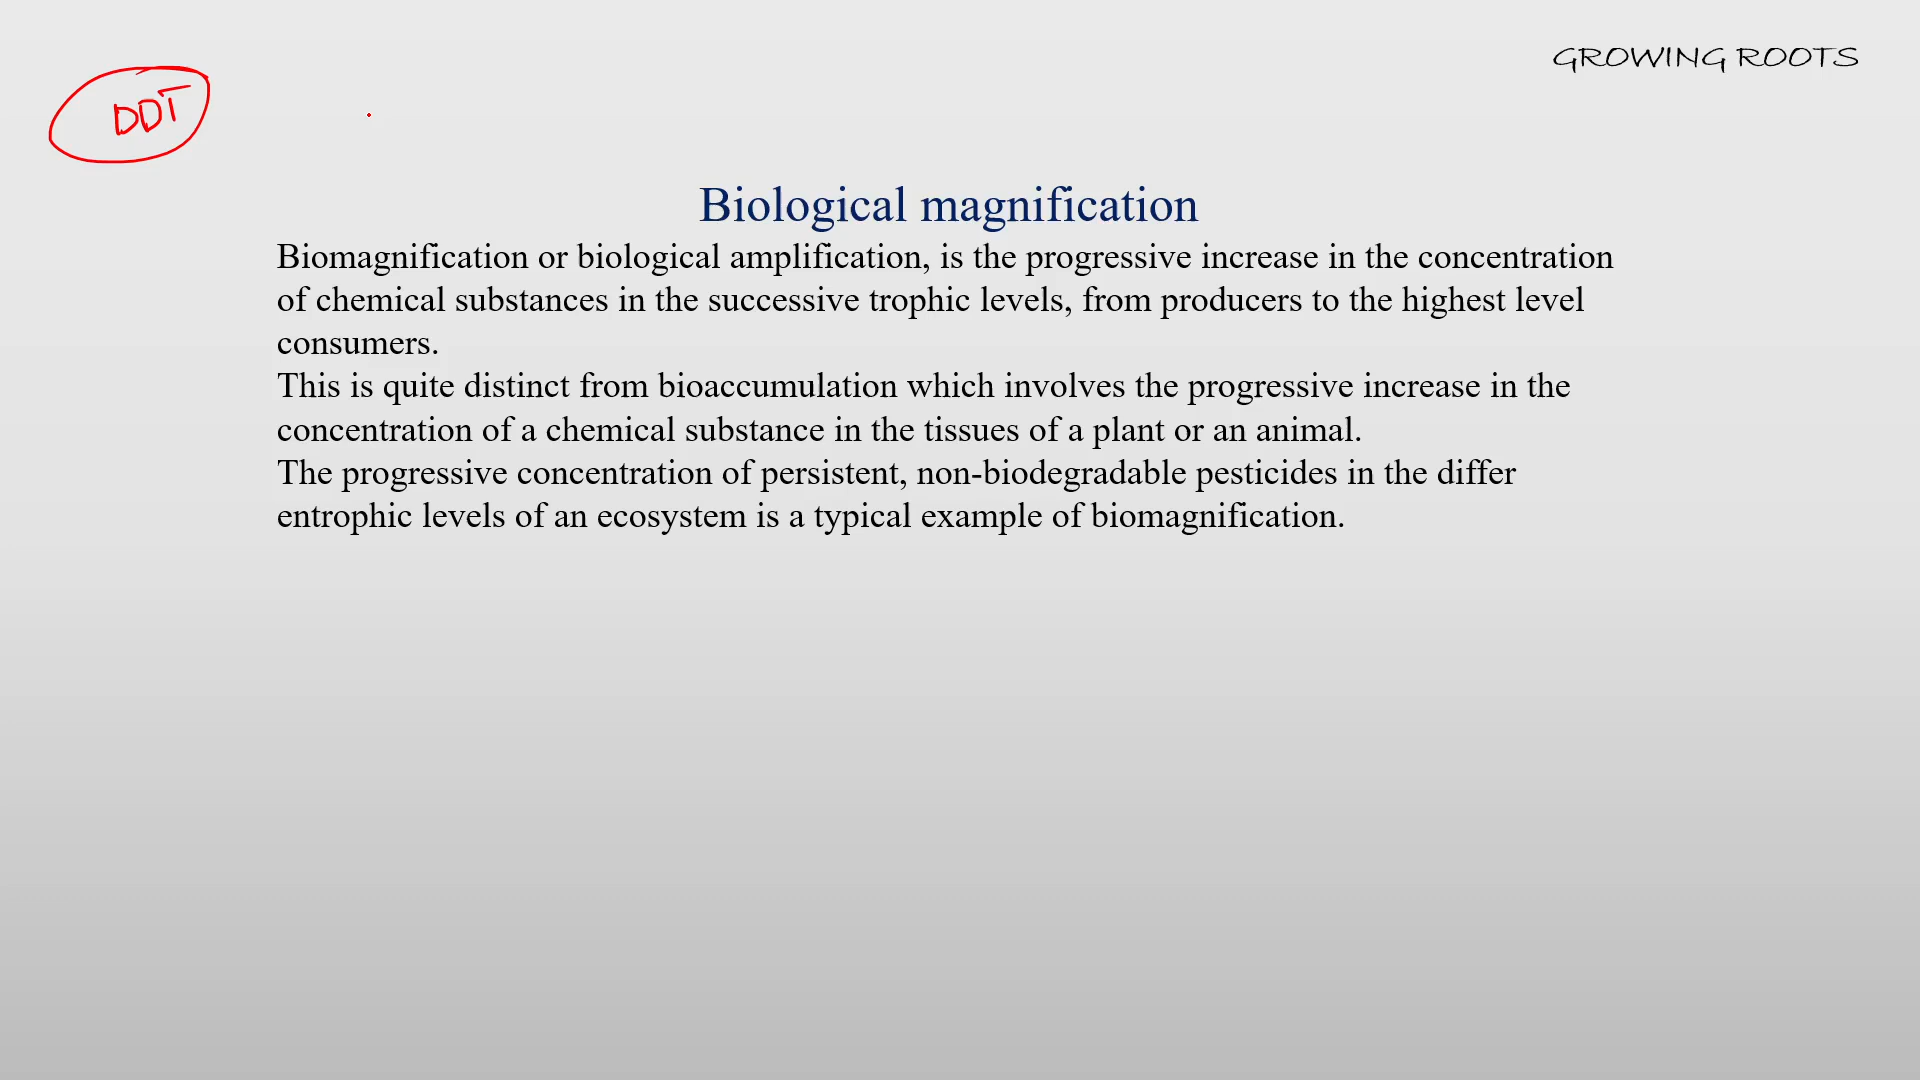 GROWING ROOTS
DDT
Biological magnification
Biomagnification or biological amplification, is the progressive increase in the concentration
of chemical substances in the successive trophic levels, from producers to the highest level
consumers.
This is quite distinct from bioaccumulation which involves the progressive increase in the
concentration of a chemical substance in the tissues of a plant or an animal.
The progressive concentration of persistent, non-biodegradable pesticides in the differ
entrophic levels of an ecosystem is a typical example of biomagnification.